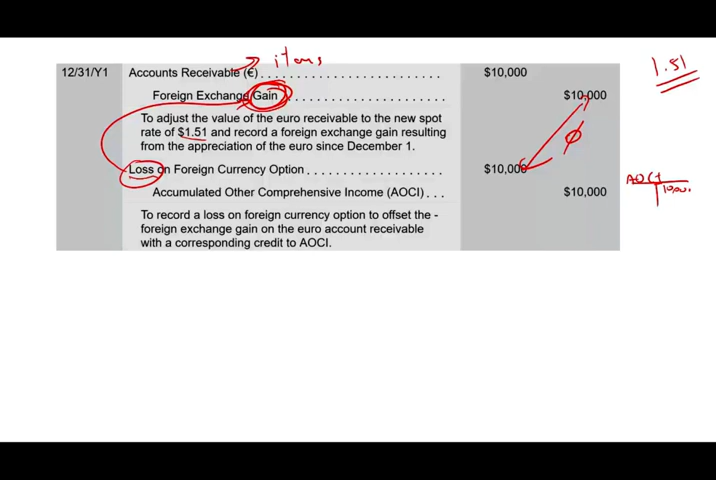 items
1.51
12/31/Y1 Accounts Receivable (€) . . . . . . . . . . . . . . . . . . . . . . . . . . . . . . $10,000
Foreign Exchange Gain . . . . . . . . . . . . . . . . . . . . . . . . . . $10,000
To adjust the value of the euro receivable to the new spot
rate of $1.51 and record a foreign exchange gain resulting
from the appreciation of the euro since December 1.
Loss on Foreign Currency Option . . . . . . . . . . . . . . . . . . . . . . . $10,000
AOCI
Accumulated Other Comprehensive Income (AOCI) . . . $10,000
10,000
To record a loss on foreign currency option to offset the -
foreign exchange gain on the euro account receivable
with a corresponding credit to AOCI.